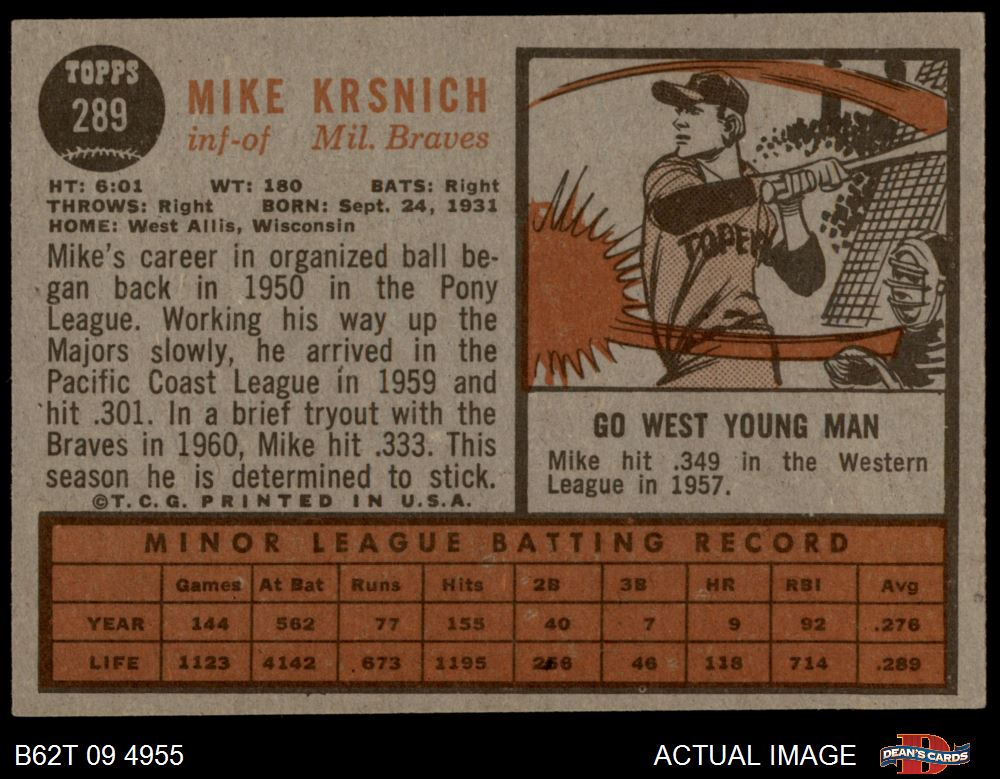 TOPPS
289
MIKE KRSNICH
inf-of Mil. Braves
HT: 6:01 WT: 180 BATS: Right
THROWS: Right BORN: Sept. 24, 1931
HOME: West Allis, Wisconsin
Mike's career in organized ball be-
gan back in 1950 in the Pony
League. Working his way up the
Majors slowly, he arrived in the
Pacific Coast League in 1959 and
hit .301. In a brief tryout with the
Braves in 1960, Mike hit .333. This
season he is determined to stick.
©T.C.G. PRINTED IN U.S.A.
TOPEK
GO WEST YOUNG MAN
Mike hit .349 in the Western
League in 1957.
MINOR LEAGUE BATTING RECORD
Games At Bat Runs Hits 2B 3B HR RBI Avg
YEAR 144 562 77 155 40 7 9 92 .276
LIFE 1123 4142 673 1195 256 46 118 714 .289
B62T 09 4955 ACTUAL IMAGE DEAN'S CARDS